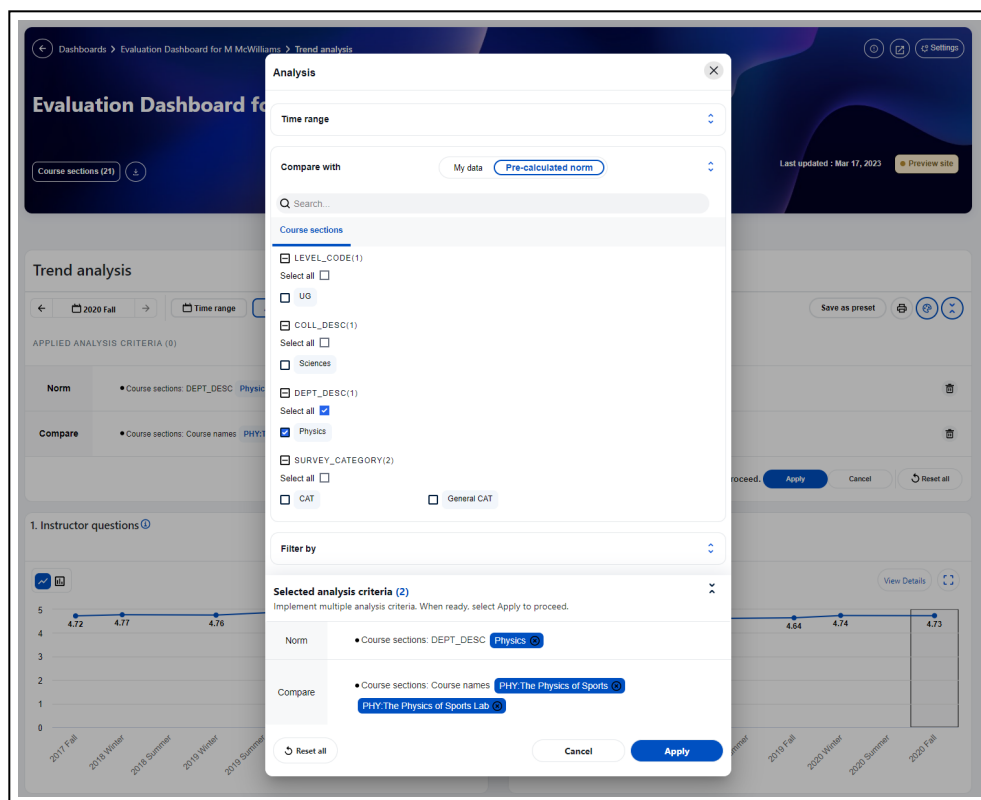 Dashboards > Evaluation Dashboard for M McWilliams > Trend analysis
Settings
Evaluation Dashboard fo
Course sections (21)
Last updated : Mar 17, 2023
Preview site
Analysis
Time range
Compare with
My data
Pre-calculated norm
Search...
Course sections
LEVEL_CODE(1)
Select all
UG
COLL_DESC(1)
Select all
Sciences
DEPT_DESC(1)
Select all
Physics
SURVEY_CATEGORY(2)
Select all
CAT
General CAT
Filter by
Selected analysis criteria (2)
Implement multiple analysis criteria. When ready, select Apply to proceed.
Norm
Course sections: DEPT_DESC Physics
Compare
Course sections: Course names PHY:The Physics of Sports
PHY:The Physics of Sports Lab
Reset all
Cancel
Apply
Trend analysis
2020 Fall
Time range
Save as preset
APPLIED ANALYSIS CRITERIA (0)
Norm
Course sections: DEPT_DESC Physic
Compare
Course sections: Course names PHY:T
roceed.
Apply
Cancel
Reset all
1. Instructor questions
View Details
5
4
3
2
1
0
4.72
4.77
4.76
4.64
4.74
4.73
2017 Fall
2018 Winter
2018 Summer
2019 Winter
2019 Summer
mmer
2019 Fall
2020 Winter
2020 Summer
2020 Fall